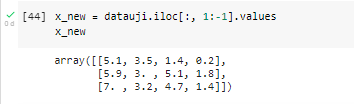 [44] x_new = datauji.iloc[:, 1:-1].values
x_new
array([[5.1, 3.5, 1.4, 0.2],
[5.9, 3. , 5.1, 1.8],
[7. , 3.2, 4.7, 1.4]])